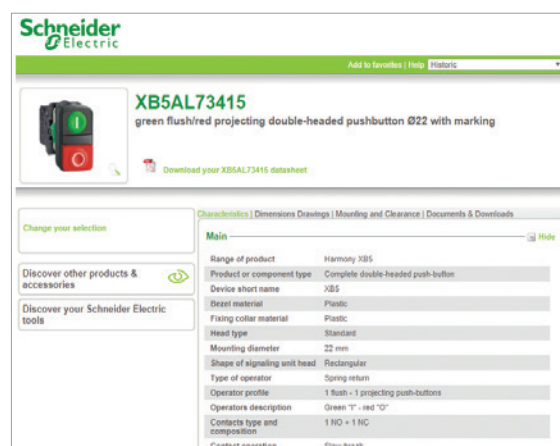 Schneider
Electric
Add to favorites | Help Historic
XB5AL73415
green flush/red projecting double-headed pushbutton Ø22 with marking
Download your XB5AL73415 datasheet
Change your selection
Discover other products &
accessories
Discover your Schneider Electric
tools
Characteristics | Dimensions Drawings | Mounting and Clearance | Documents & Downloads
Main
Hide
Range of product Harmony XB5
Product or component type Complete double-headed push-button
Device short name XB5
Bezel material Plastic
Fixing collar material Plastic
Head type Standard
Mounting diameter 22 mm
Shape of signaling unit head Rectangular
Type of operator Spring return
Operator profile 1 flush - 1 projecting push-buttons
Operators description Green "I" - red "O"
Contacts type and
composition
1 NO + 1 NC
Contact operation Slow-break